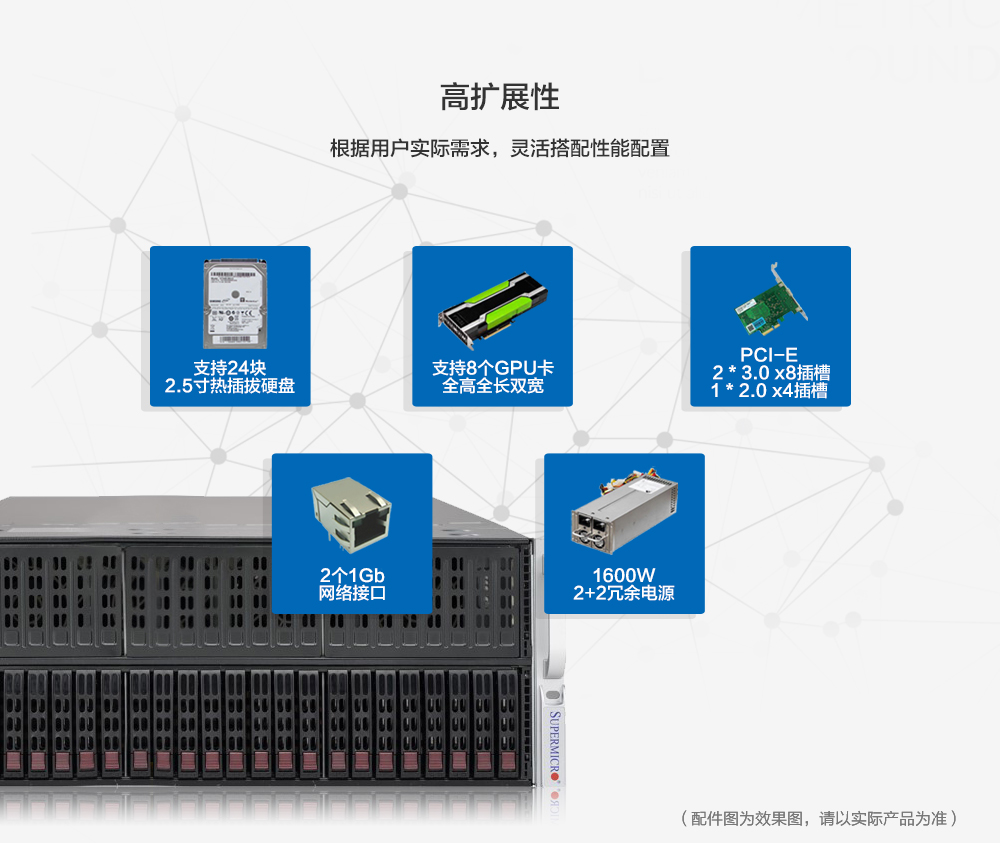 高扩展性
根据用户实际需求，灵活搭配性能配置
支持24块
2.5寸热插拔硬盘
支持8个GPU卡
全高全长双宽
PCI-E
2 * 3.0 x8插槽
1 * 2.0 x4插槽
2个1Gb
网络接口
1600W
2+2冗余电源
SUPERMICRO
（配件图为效果图，请以实际产品为准）